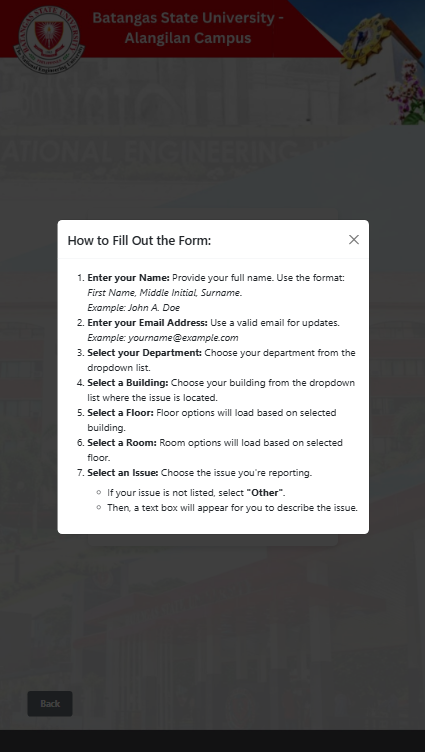 Batangas State University -
Alangilan Campus
ATIONAL ENGINEERING
How to Fill Out the Form:
1. Enter your Name: Provide your full name. Use the format:
First Name, Middle Initial, Surname.
Example: John A. Doe
2. Enter your Email Address: Use a valid email for updates.
Example: yourname@example.com
3. Select your Department: Choose your department from the
dropdown list.
4. Select a Building: Choose your building from the dropdown
list where the issue is located.
5. Select a Floor: Floor options will load based on selected
building.
6. Select a Room: Room options will load based on selected
floor.
7. Select an Issue: Choose the issue you're reporting.
If your issue is not listed, select "Other".
Then, a text box will appear for you to describe the issue.
Back